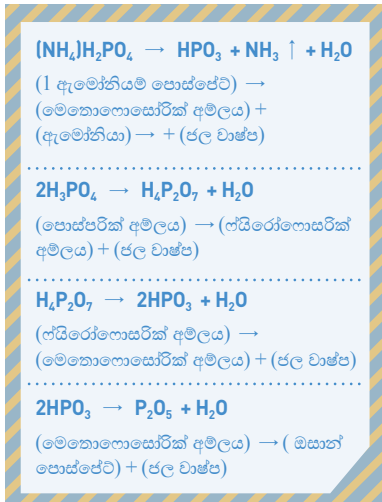 (NH₄)H₂PO₄ → HPO₃ + NH₃ ↑ + H₂O
(1 ඇමෝනියම් පොස්පේට්) →
(මෙතොෆොසෝරික් අම්ලය) +
(ඇමෝනියා) → + (ජල වාෂ්ප)
2H₃PO₄ → H₄P₂O₇ + H₂O
(පොස්පරික් අම්ලය) → (ෆ්යිරෝෆොසරික්
අම්ලය) + (ජල වාෂ්ප)
H₄P₂O₇ → 2HPO₃ + H₂O
(ෆ්යිරෝෆොසරික් අම්ලය) →
(මෙතොෆොසෝරික් අම්ලය) + (ජල වාෂ්ප)
2HPO₃ → P₂O₅ + H₂O
(මෙතොෆොසෝරික් අම්ලය) → ( ඔසාන්
පොස්පේට්) + (ජල වාෂ්ප)